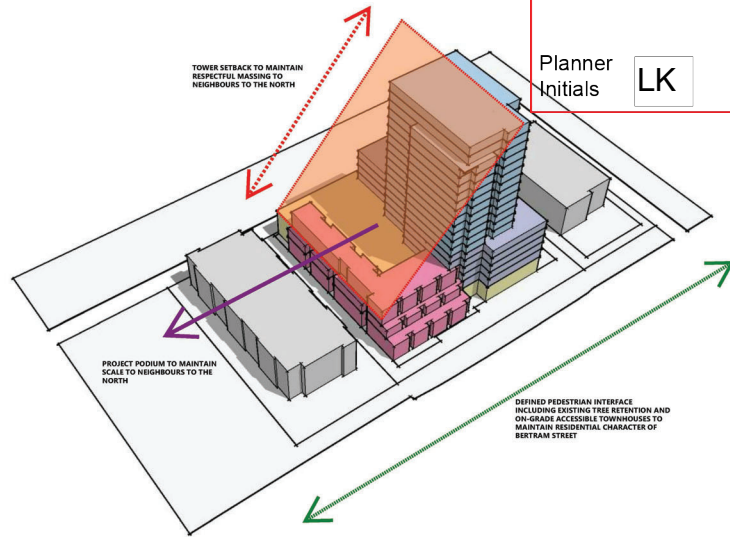 TOWER SETBACK TO MAINTAIN
RESPECTFUL MASSING TO
NEIGHBOURS TO THE NORTH
Planner
Initials
LK
PROJECT PODIUM TO MAINTAIN
SCALE TO NEIGHBOURS TO THE
NORTH
DEFINED PEDESTRIAN INTERFACE
INCLUDING EXISTING TREE RETENTION AND
ON-GRADE ACCESSIBLE TOWNHOUSES TO
MAINTAIN RESIDENTIAL CHARACTER OF
BERTRAM STREET